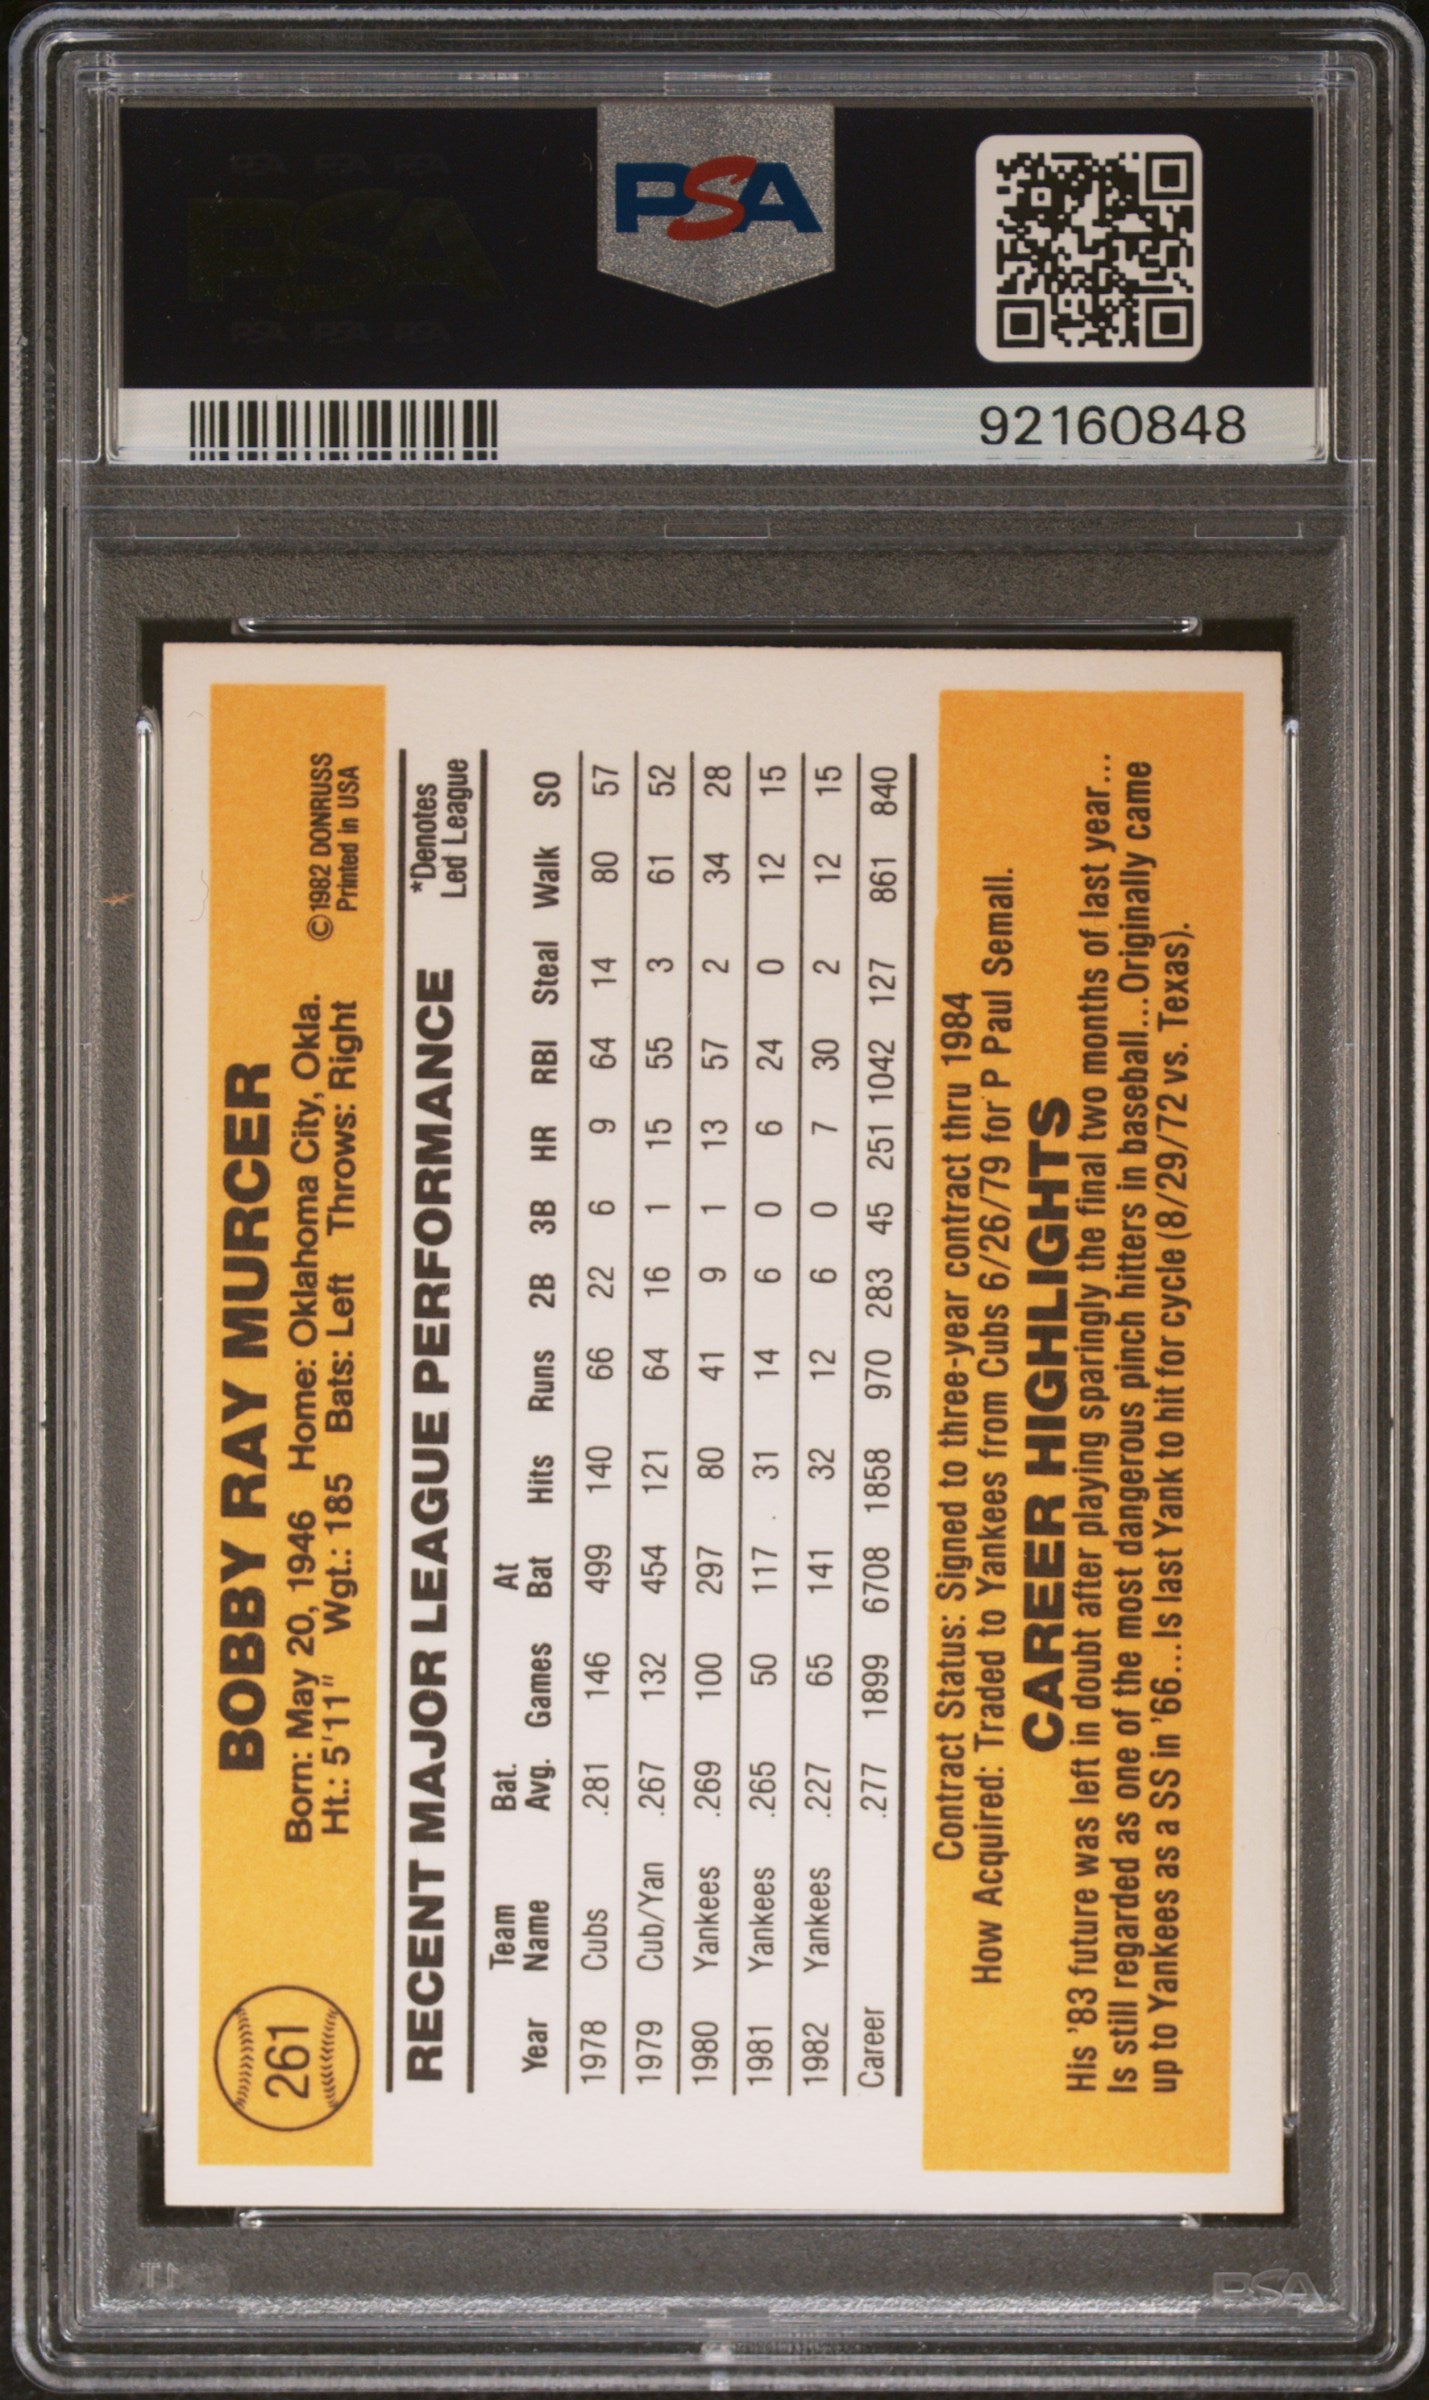 PSA
92160848
261
BOBBY RAY MURCER
Born: May 20, 1946 Home: Oklahoma City, Okla. ©1982 DONRUSS
Ht.: 5'11" Wgt.: 185 Bats: Left Throws: Right Printed in USA
RECENT MAJOR LEAGUE PERFORMANCE
*Denotes
Led League
Year Team Name Bat. Avg. Games At Bat Hits Runs 2B 3B HR RBI Steal Walk SO
1978 Cubs .281 146 499 140 66 22 6 9 64 14 80 57
1979 Cub/Yan .267 132 454 121 64 16 1 15 55 3 61 52
1980 Yankees .269 100 297 80 41 9 1 13 57 2 34 28
1981 Yankees .265 50 117 31 14 6 0 6 24 0 12 15
1982 Yankees .227 65 141 32 12 6 0 7 30 2 12 15
Career .277 1899 6708 1858 970 283 45 251 1042 127 861 840
Contract Status: Signed to three-year contract thru 1984
How Acquired: Traded to Yankees from Cubs 6/26/79 for P Paul Semall.
CAREER HIGHLIGHTS
His '83 future was left in doubt after playing sparingly the final two months of last year...
Is still regarded as one of the most dangerous pinch hitters in baseball...Originally came
up to Yankees as a SS in '66...Is last Yank to hit for cycle (8/29/72 vs. Texas).
PSA